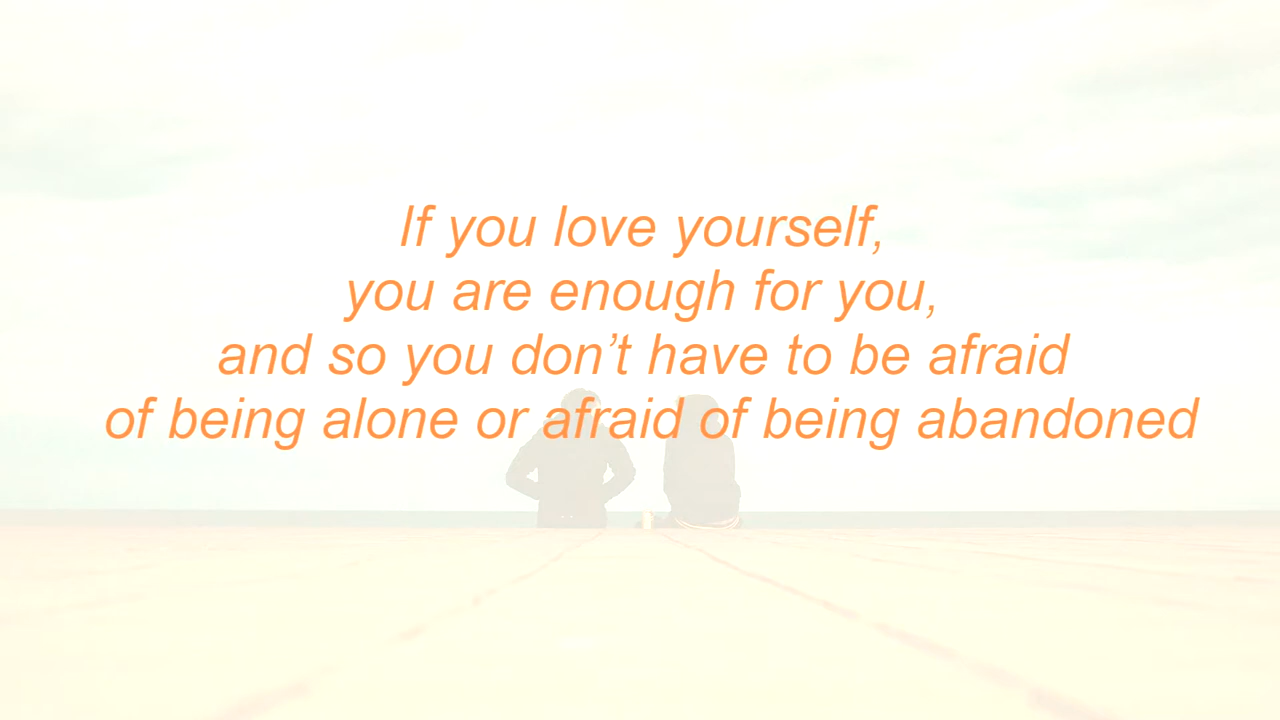 If you love yourself,
you are enough for you,
and so you don’t have to be afraid
of being alone or afraid of being abandoned